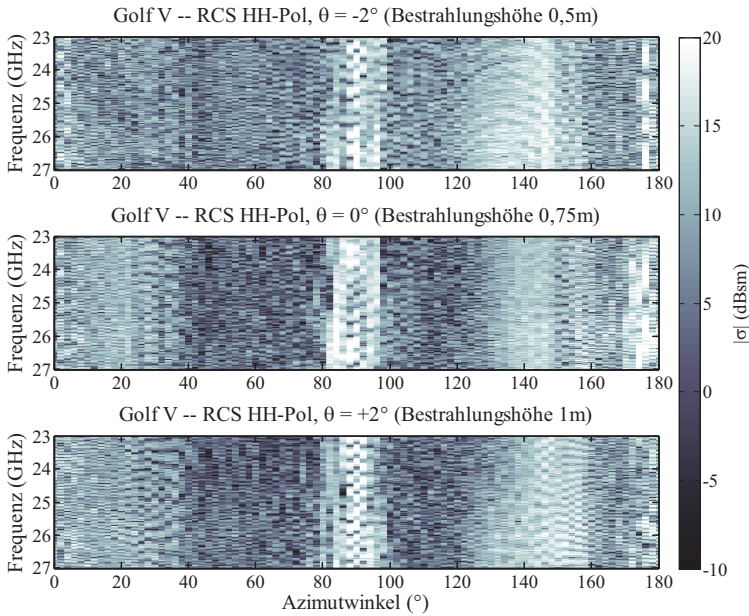 Golf V -- RCS HH-Pol, θ = -2° (Bestrahlungshöhe 0,5m)
Frequenz (GHz)
23
24
25
26
27
0 20 40 60 80 100 120 140 160 180
Golf V -- RCS HH-Pol, θ = 0° (Bestrahlungshöhe 0,75m)
Frequenz (GHz)
23
24
25
26
27
0 20 40 60 80 100 120 140 160 180
Golf V -- RCS HH-Pol, θ = +2° (Bestrahlungshöhe 1m)
Frequenz (GHz)
23
24
25
26
27
0 20 40 60 80 100 120 140 160 180
Azimutwinkel (°)
20
15
10
5
0
-5
-10
|σ| (dBsm)